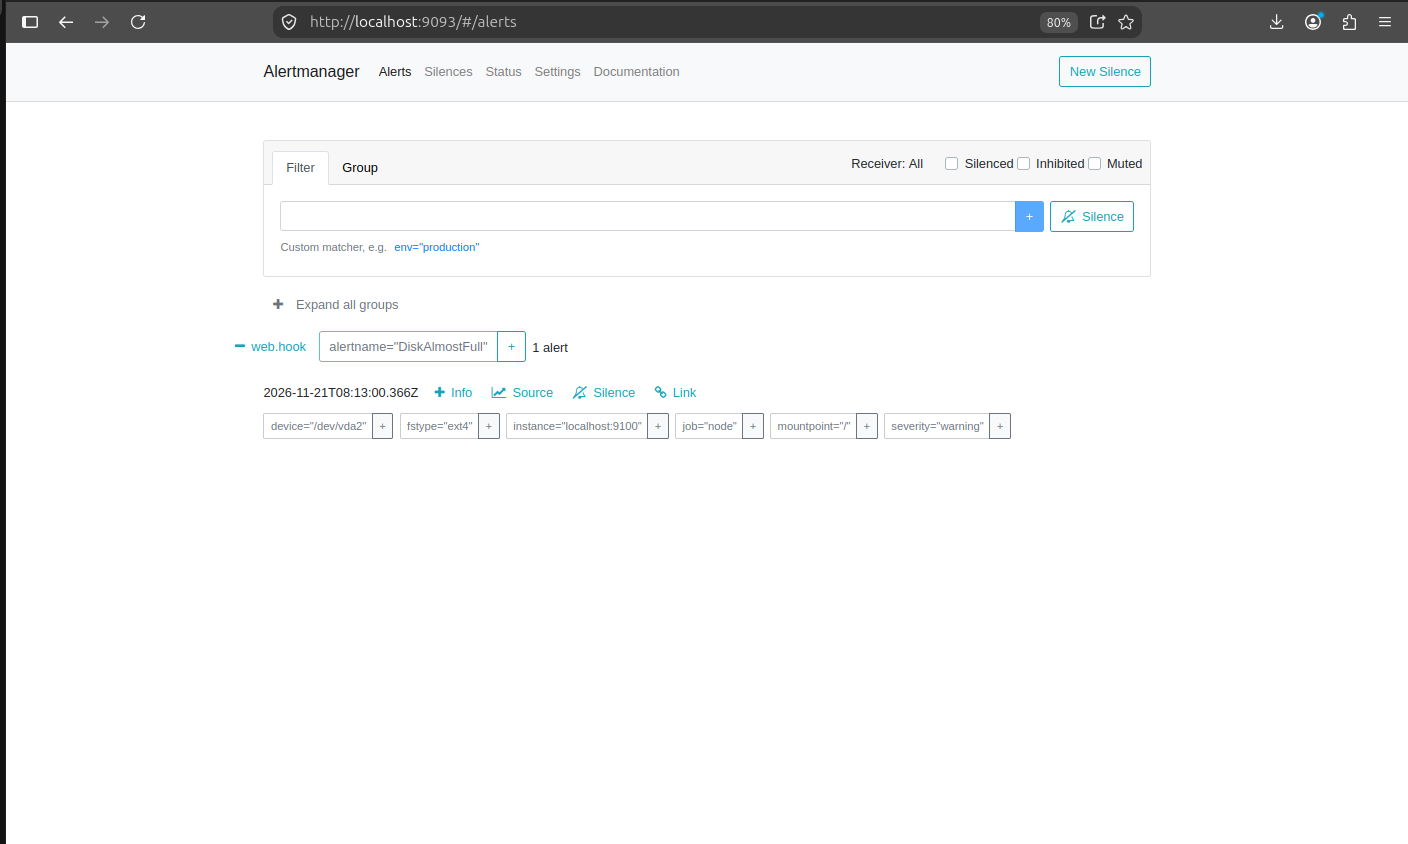 http://localhost:9093/#/alerts 80%
Alertmanager Alerts Silences Status Settings Documentation New Silence
Filter Group Receiver: All Silenced Inhibited Muted
+ Silence
Custom matcher, e.g. env="production"
+ Expand all groups
− web.hook alertname="DiskAlmostFull" + 1 alert
2026-11-21T08:13:00.366Z + Info Source Silence Link
device="/dev/vda2" + fstype="ext4" + instance="localhost:9100" + job="node" + mountpoint="/" + severity="warning" +